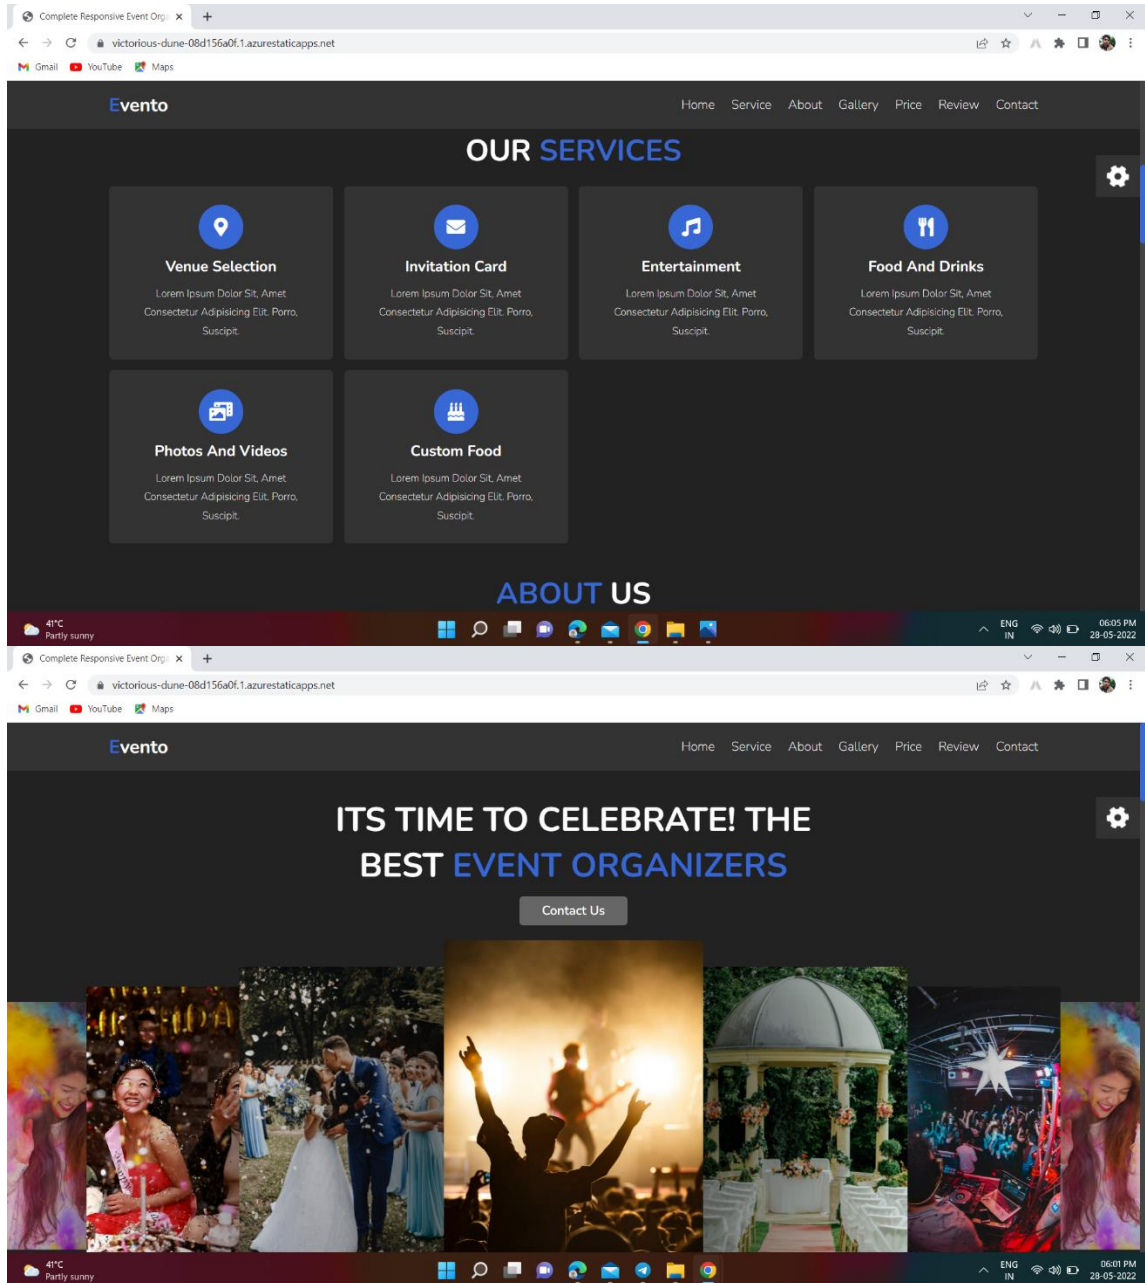 Complete Responsive Event Orga
victorious-dune-08d156a0f.1.azurestaticapps.net
Gmail YouTube Maps
Evento
Home Service About Gallery Price Review Contact
OUR SERVICES
Venue Selection
Lorem Ipsum Dolor Sit, Amet
Consectetur Adipisicing Elit. Porro,
Suscipit.
Invitation Card
Lorem Ipsum Dolor Sit, Amet
Consectetur Adipisicing Elit. Porro,
Suscipit.
Entertainment
Lorem Ipsum Dolor Sit, Amet
Consectetur Adipisicing Elit. Porro,
Suscipit.
Food And Drinks
Lorem Ipsum Dolor Sit, Amet
Consectetur Adipisicing Elit. Porro,
Suscipit.
Photos And Videos
Lorem Ipsum Dolor Sit, Amet
Consectetur Adipisicing Elit. Porro,
Suscipit.
Custom Food
Lorem Ipsum Dolor Sit, Amet
Consectetur Adipisicing Elit. Porro,
Suscipit.
ABOUT US
41°C
Partly sunny
ENG
IN
06:05 PM
28-05-2022
Complete Responsive Event Orga
victorious-dune-08d156a0f.1.azurestaticapps.net
Gmail YouTube Maps
Evento
Home Service About Gallery Price Review Contact
ITS TIME TO CELEBRATE! THE
BEST EVENT ORGANIZERS
Contact Us
41°C
Partly sunny
ENG
IN
06:01 PM
28-05-2022